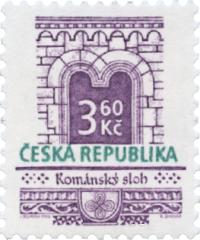 3 60
Kč
ČESKÁ REPUBLIKA
Románský sloh